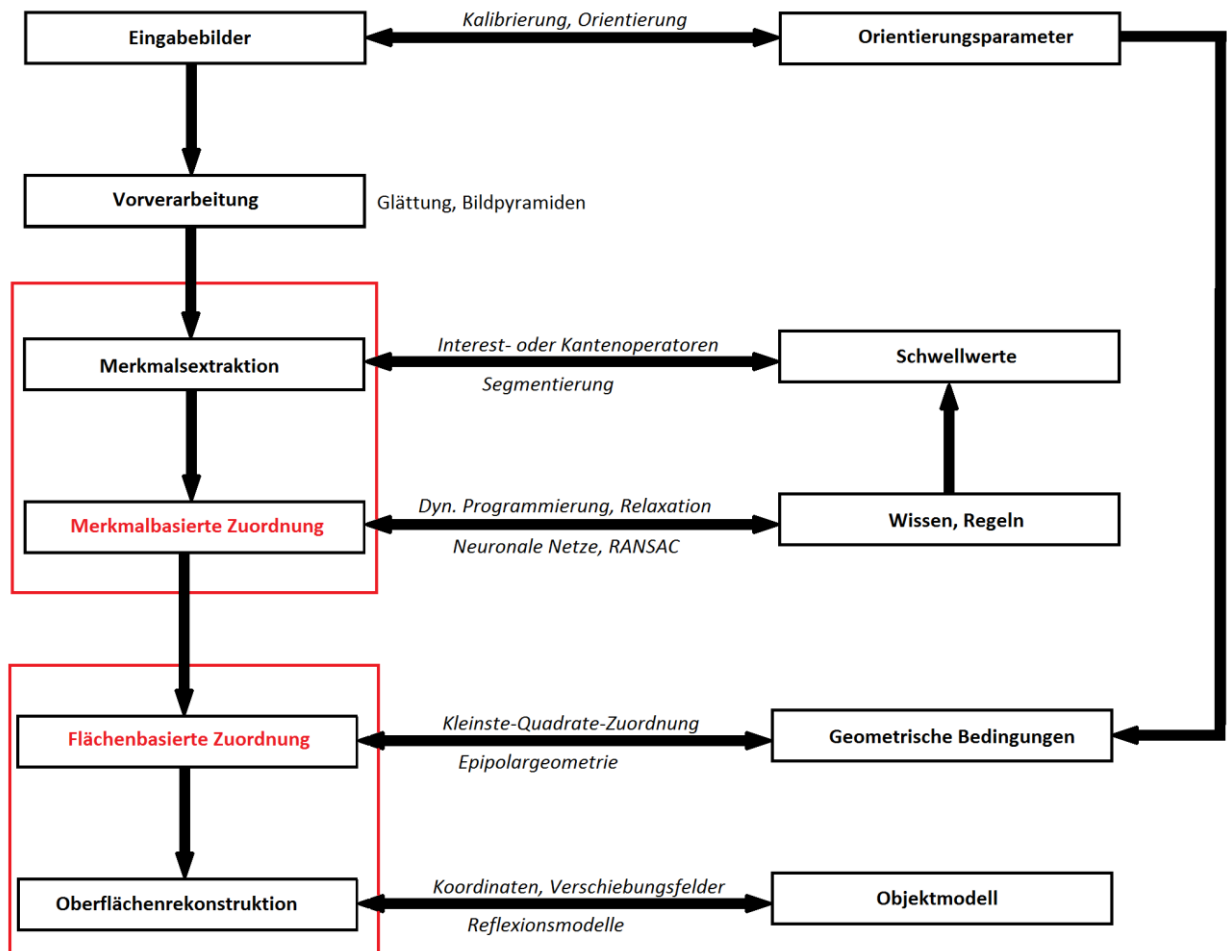 Kalibrierung, Orientierung
Eingabebilder
Orientierungsparameter
Vorverarbeitung
Glättung, Bildpyramiden
Interest- oder Kantenoperatoren
Merkmalsextraktion
Schwellwerte
Segmentierung
Dyn. Programmierung, Relaxation
Merkmalbasierte Zuordnung
Wissen, Regeln
Neuronale Netze, RANSAC
Kleinste-Quadrate-Zuordnung
Flächenbasierte Zuordnung
Geometrische Bedingungen
Epipolargeometrie
Koordinaten, Verschiebungsfelder
Oberflächenrekonstruktion
Objektmodell
Reflexionsmodelle